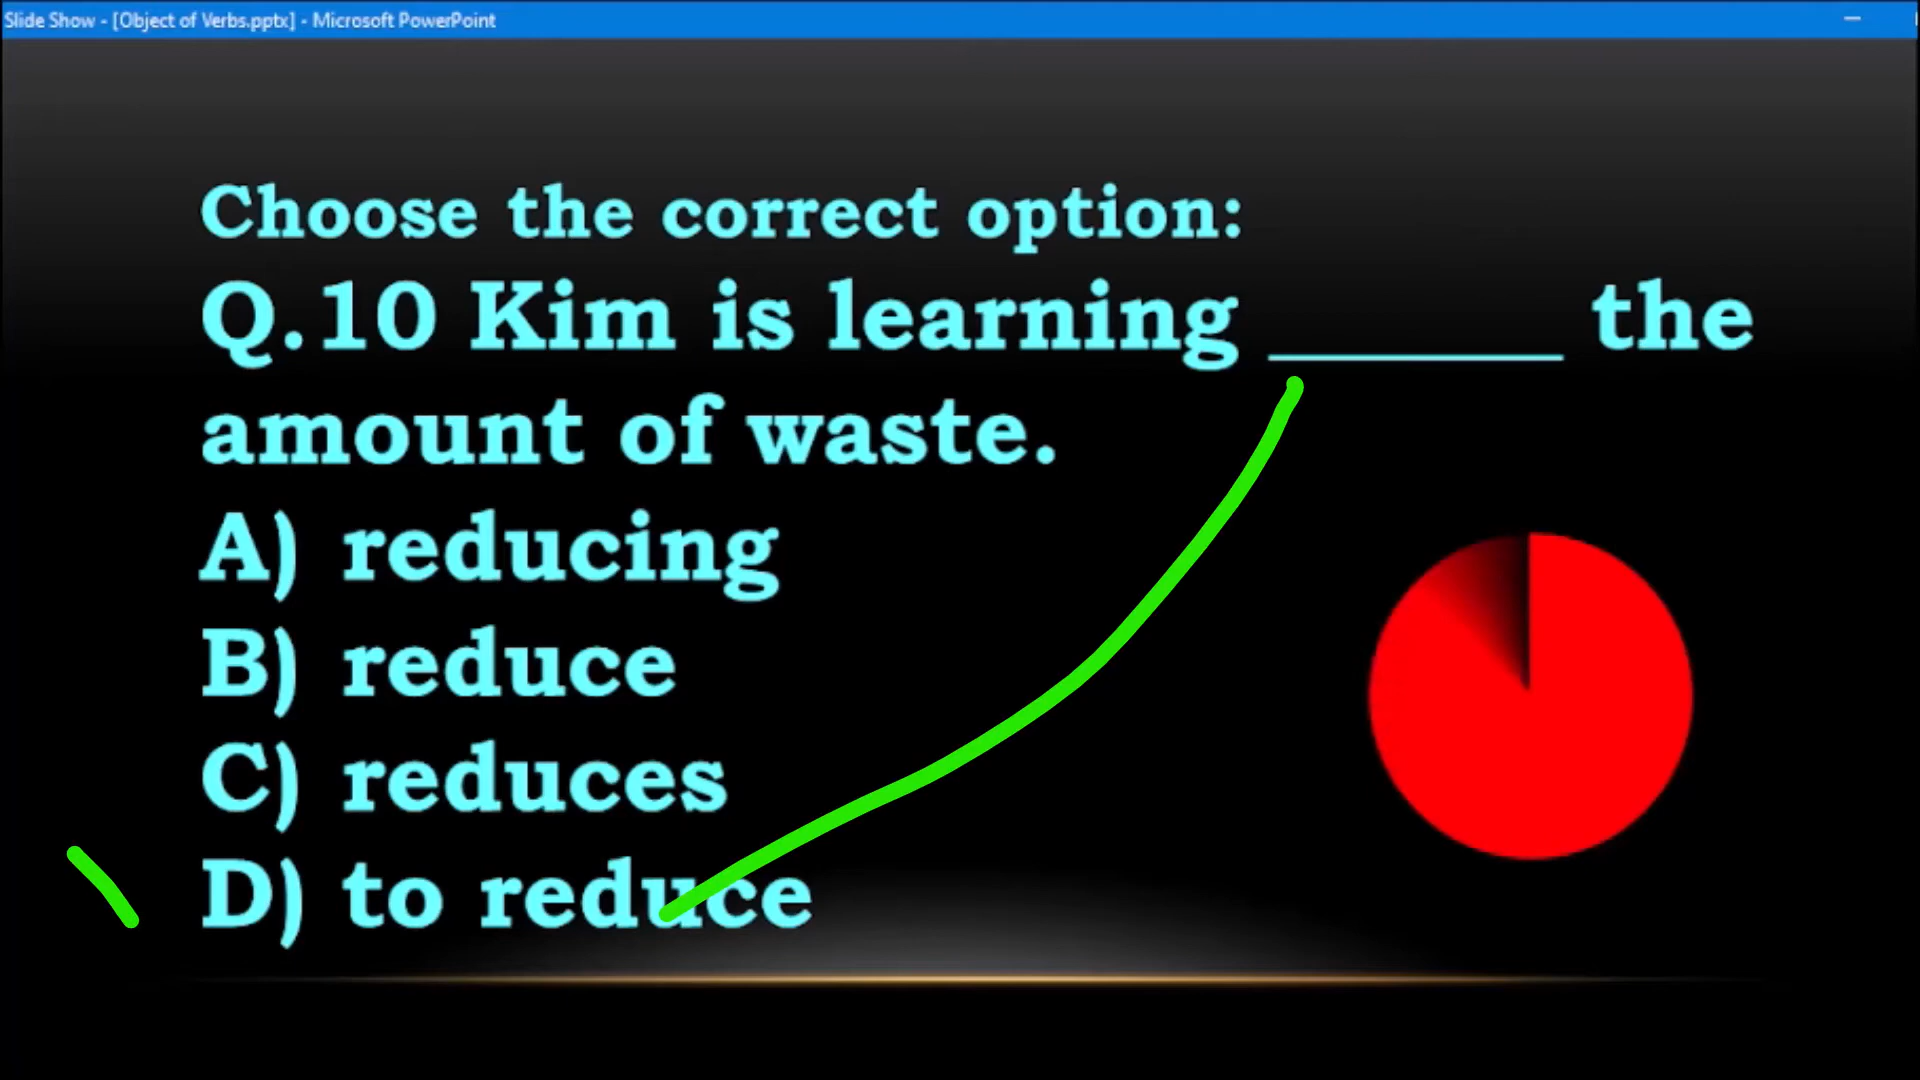 Slide Show - [Object of Verbs.pptx] - Microsoft PowerPoint
Choose the correct option:
Q.10 Kim is learning ______ the
amount of waste.
A) reducing
B) reduce
C) reduces
D) to reduce